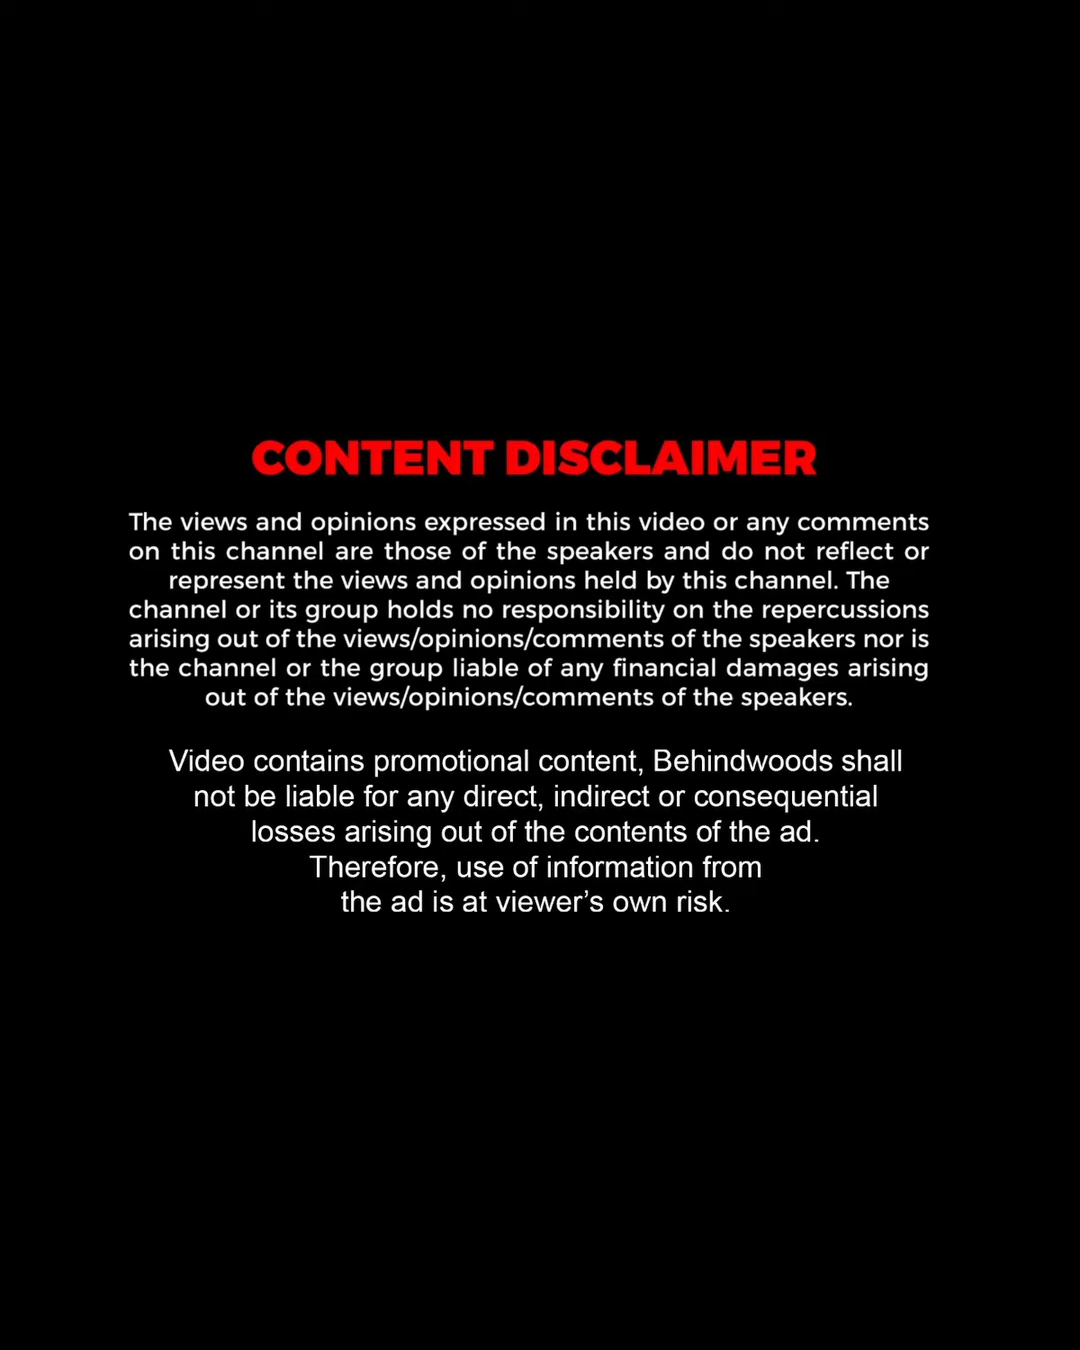 CONTENT DISCLAIMER
The views and opinions expressed in this video or any comments
on this channel are those of the speakers and do not reflect or
represent the views and opinions held by this channel. The
channel or its group holds no responsibility on the repercussions
arising out of the views/opinions/comments of the speakers nor is
the channel or the group liable of any financial damages arising
out of the views/opinions/comments of the speakers.
Video contains promotional content, Behindwoods shall
not be liable for any direct, indirect or consequential
losses arising out of the contents of the ad.
Therefore, use of information from
the ad is at viewer’s own risk.